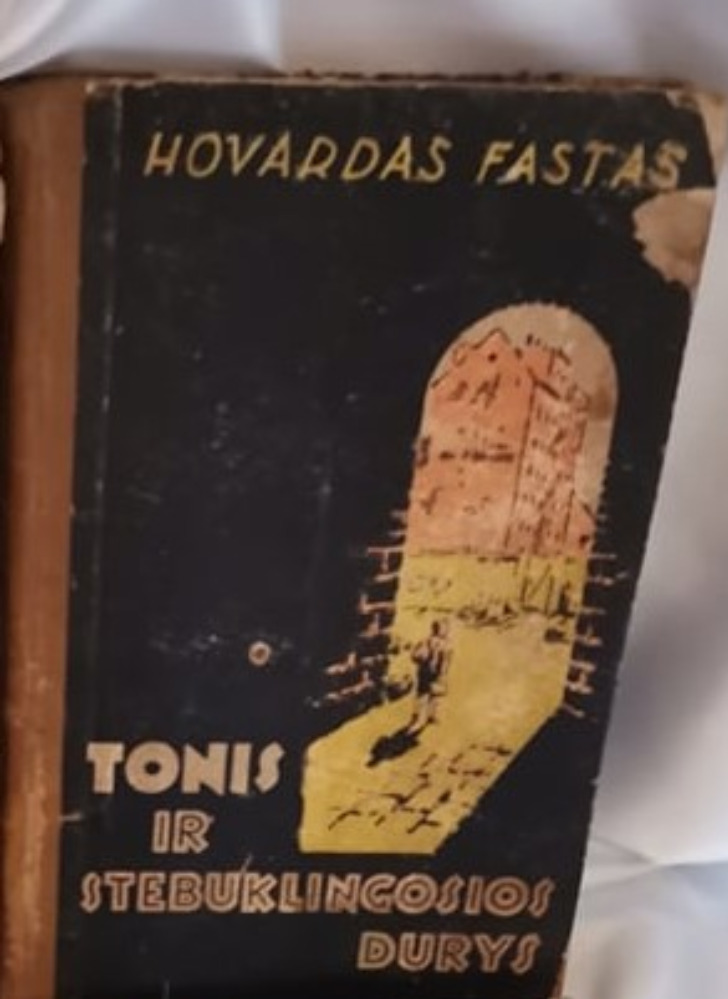 HOVARDAS FASTAS
TONIS
IR
STEBUKLINGOSIOS
DURYS